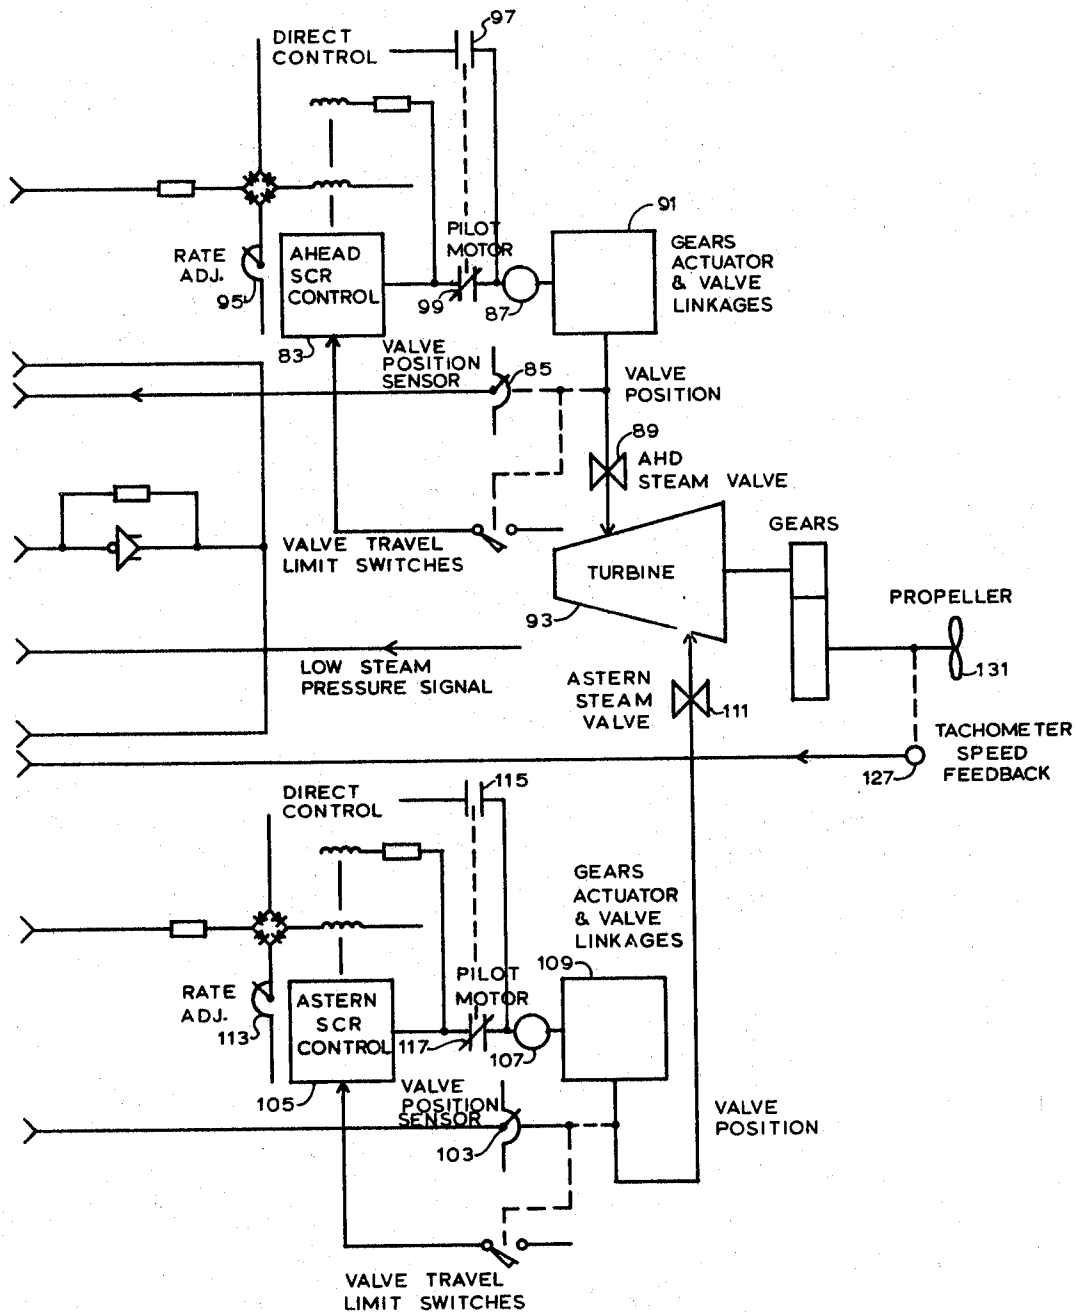 DIRECT
CONTROL
97
PILOT
MOTOR
91
GEARS
ACTUATOR
& VALVE
LINKAGES
RATE
ADJ.
95
AHEAD
SCR
CONTROL
99
87
83
VALVE
POSITION
SENSOR
85
VALVE
POSITION
89
AHD
STEAM VALVE
VALVE TRAVEL
LIMIT SWITCHES
TURBINE
93
GEARS
PROPELLER
131
LOW STEAM
PRESSURE SIGNAL
ASTERN
STEAM
VALVE
111
TACHOMETER
SPEED
FEEDBACK
127
DIRECT
CONTROL
115
GEARS
ACTUATOR
& VALVE
LINKAGES
109
PILOT
MOTOR
RATE
ADJ.
113
ASTERN
SCR
CONTROL
117
107
105
VALVE
POSITION
SENSOR
103
VALVE
POSITION
VALVE TRAVEL
LIMIT SWITCHES